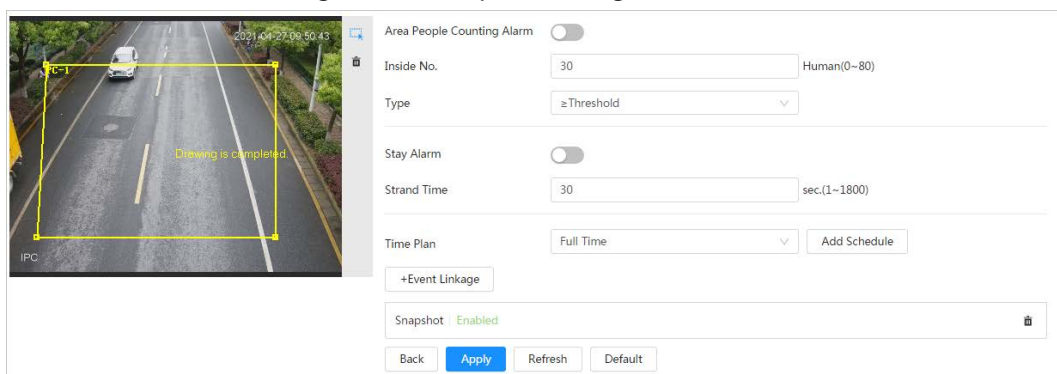 2021-04-27 09:50:43
PC-1
Drawing is completed.
IPC
Area People Counting Alarm
Inside No. 30 Human(0~80)
Type ≥Threshold
Stay Alarm
Strand Time 30 sec.(1~1800)
Time Plan Full Time Add Schedule
+Event Linkage
Snapshot Enabled
Back Apply Refresh Default